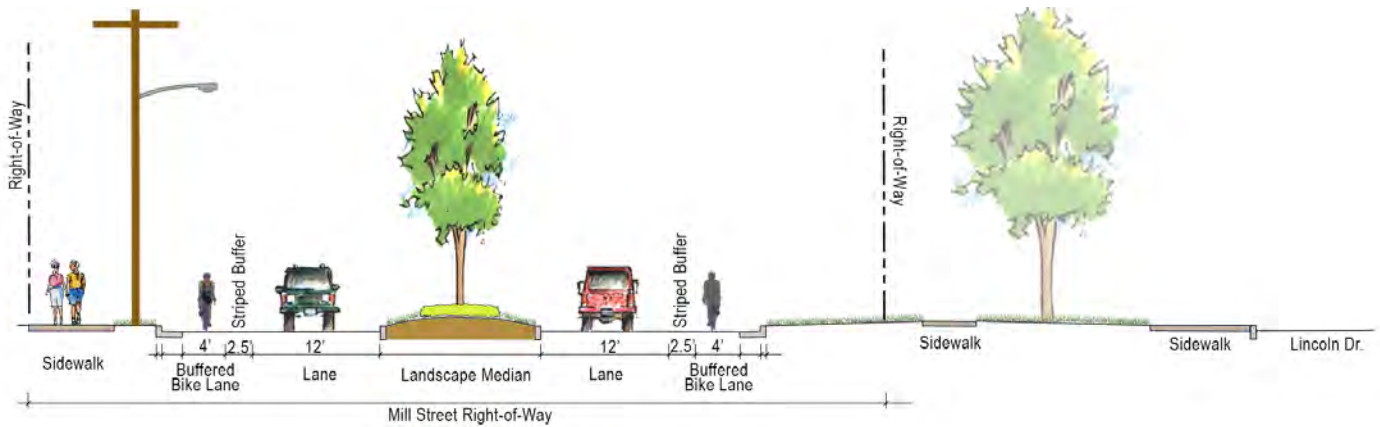 Right-of-Way
Striped Buffer
Striped Buffer
Right-of-Way
4' 2.5' 12' 12' 2.5' 4'
Sidewalk
Buffered
Bike Lane
Lane
Landscape Median
Lane
Buffered
Bike Lane
Sidewalk
Sidewalk
Lincoln Dr.
Mill Street Right-of-Way